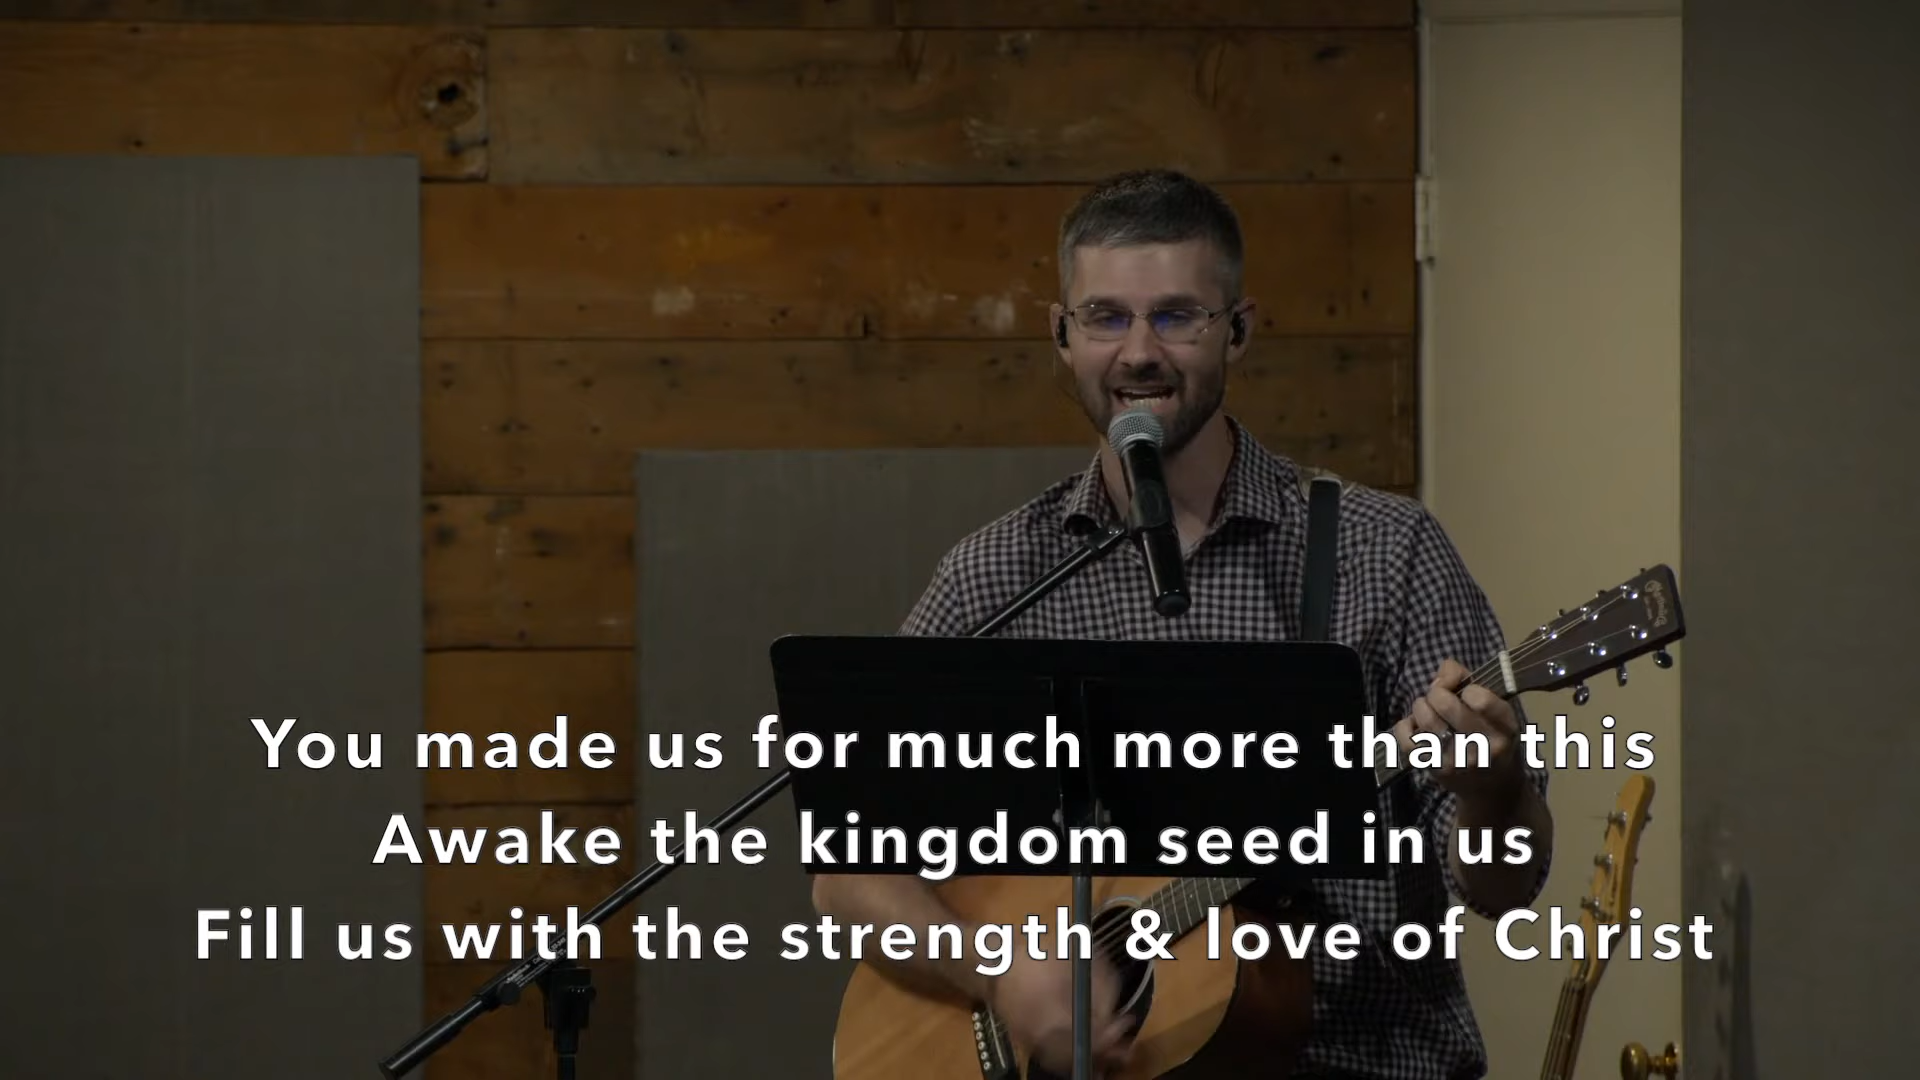 You made us for much more than this
Awake the kingdom seed in us
Fill us with the strength & love of Christ